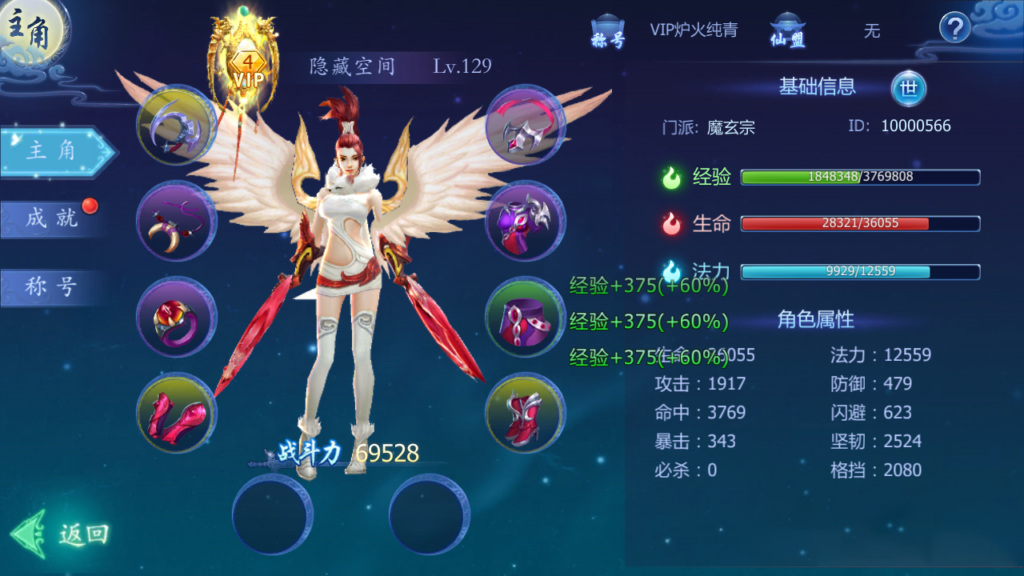 主角
4
VIP
隐藏空间 Lv.129
称号 VIP炉火纯青 仙盟 无
?
基础信息 世
门派: 魔玄宗 ID: 10000566
主角
经验 1848348/3769808
成就
生命 28321/36055
称号
法力 9929/12559
经验+375(+60%)
经验+375(+60%)
角色属性
经验+375(+60%)
生命 36055 法力：12559
攻击：1917 防御：479
命中：3769 闪避：623
暴击：343 坚韧：2524
必杀：0 格挡：2080
战斗力 69528
返回